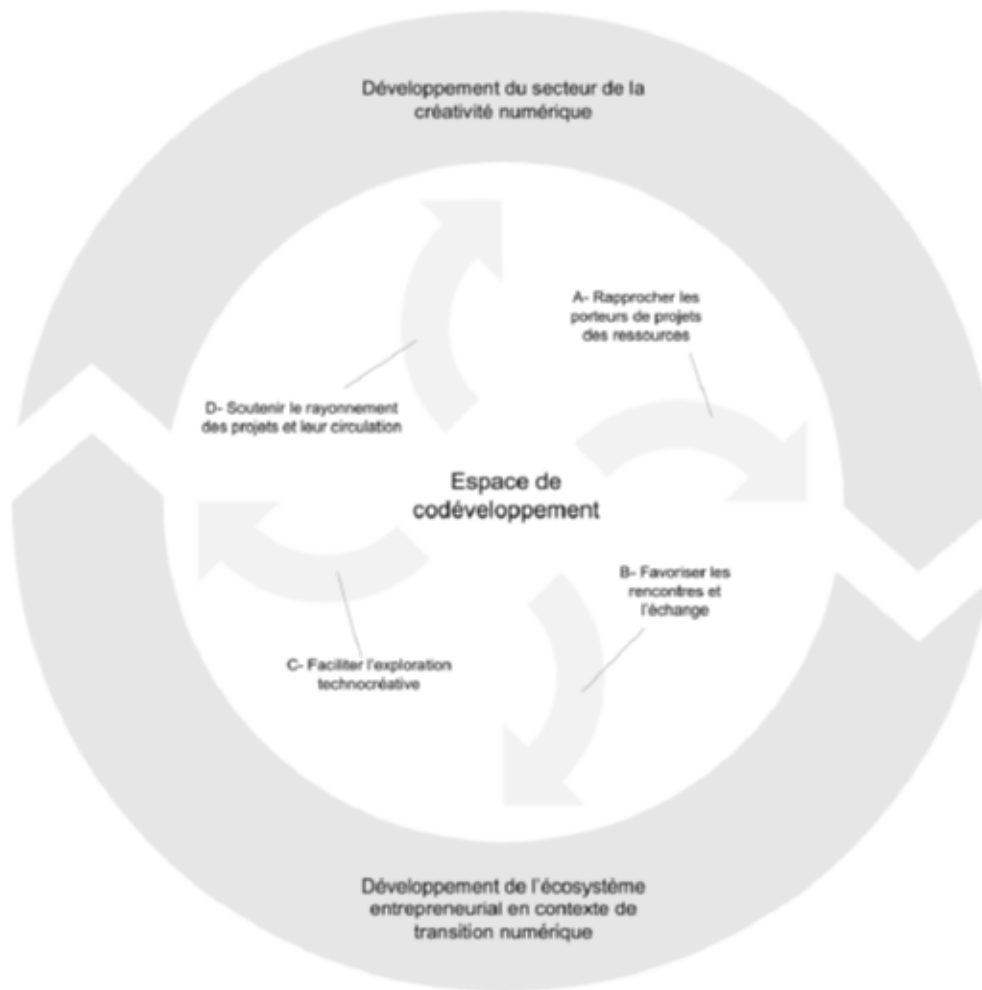 Développement du secteur de la
créativité numérique
A- Rapprocher les
porteurs de projets
des ressources
D- Soutenir le rayonnement
des projets et leur circulation
Espace de
codéveloppement
B- Favoriser les
rencontres et
l'échange
C- Faciliter l'exploration
technocréative
Développement de l'écosystème
entrepreneurial en contexte de
transition numérique